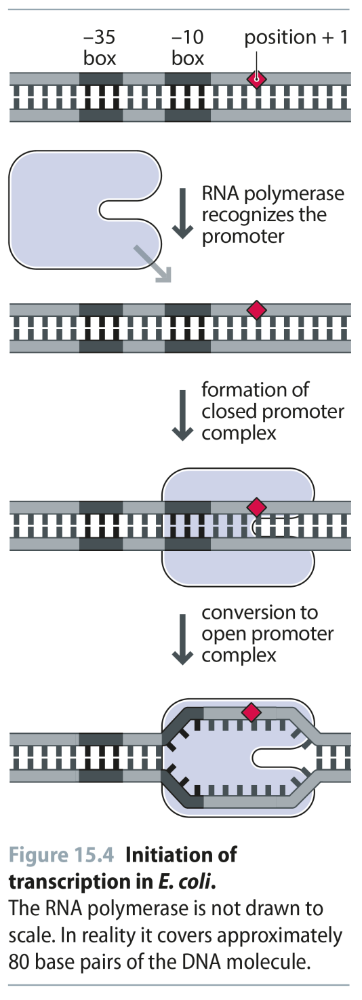 –35
box
–10
box
position + 1
RNA polymerase
recognizes the
promoter
formation of
closed promoter
complex
conversion to
open promoter
complex
Figure 15.4 Initiation of
transcription in E. coli.
The RNA polymerase is not drawn to
scale. In reality it covers approximately
80 base pairs of the DNA molecule.